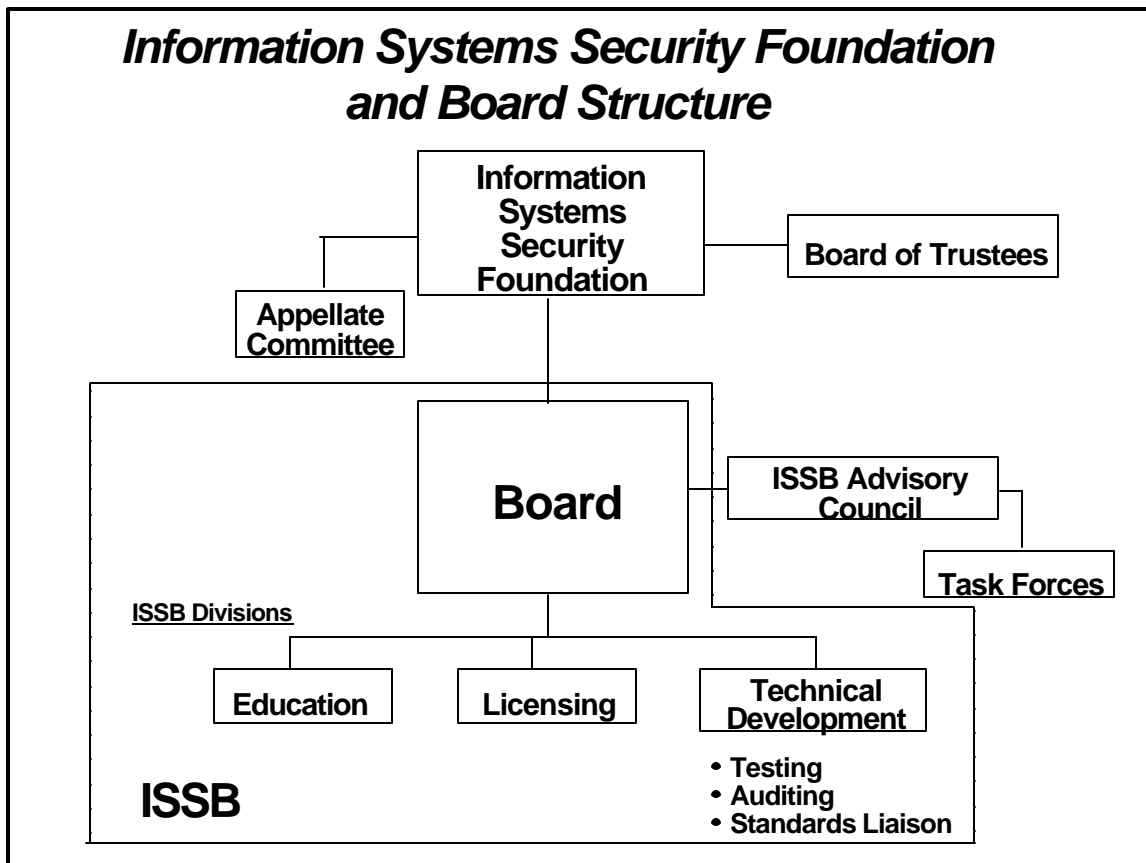 Information Systems Security Foundation
and Board Structure
Information
Systems
Security
Foundation
Board of Trustees
Appellate
Committee
Board
ISSB Advisory
Council
Task Forces
ISSB Divisions
Education
Licensing
Technical
Development
• Testing
• Auditing
• Standards Liaison
ISSB